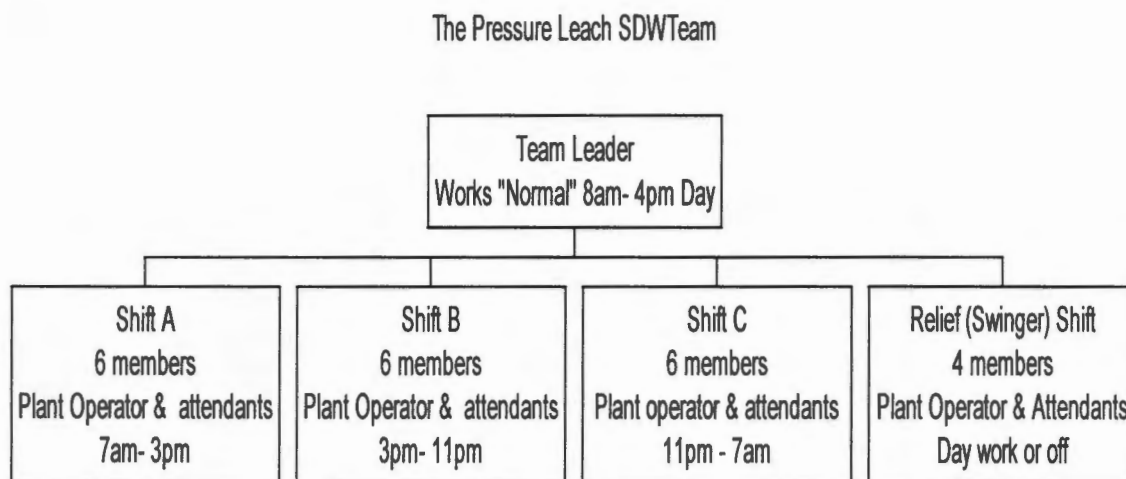 The Pressure Leach SDWTeam
Team Leader
Works "Normal" 8am- 4pm Day
Shift A
6 members
Plant Operator & attendants
7am- 3pm
Shift B
6 members
Plant Operator & attendants
3pm- 11pm
Shift C
6 members
Plant operator & attendants
11pm - 7am
Relief (Swinger) Shift
4 members
Plant Operator & Attendants
Day work or off